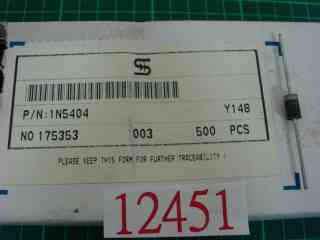 P/N:1N5404 Y148
NO 175353 003 500 PCS
PLEASE KEEP THIS FORM FOR FURTHER TRACEABILITY !
12451